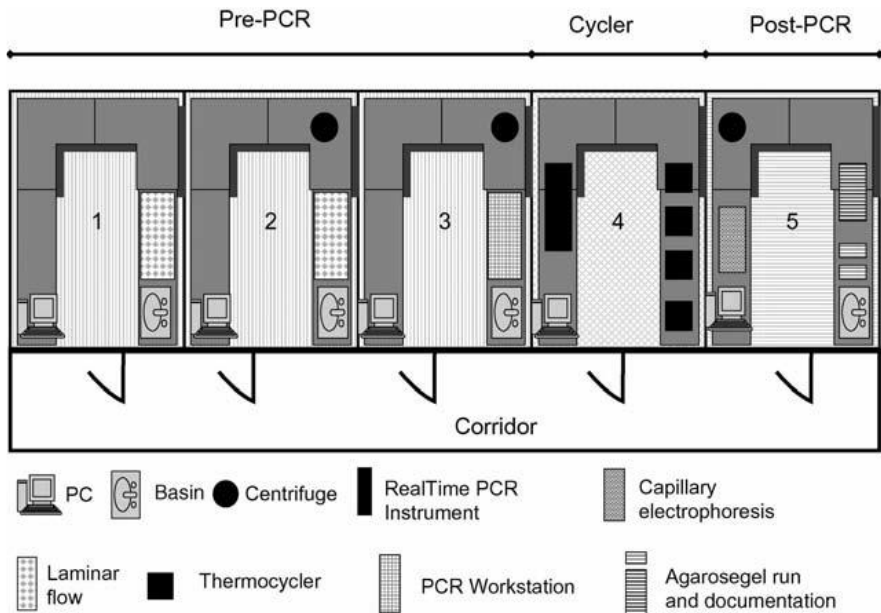 Pre-PCR
Cycler
Post-PCR
1
2
3
4
5
Corridor
PC
Basin
Centrifuge
RealTime PCR
Instrument
Capillary
electrophoresis
Laminar
flow
Thermocycler
PCR Workstation
Agarosegel run
and documentation